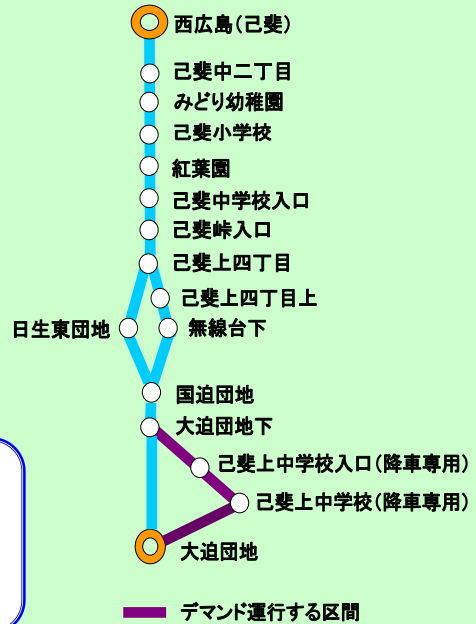 西広島(己斐)
己斐中二丁目
みどり幼稚園
己斐小学校
紅葉園
己斐中学校入口
己斐峠入口
己斐上四丁目
己斐上四丁目上
日生東団地
無線台下
国迫団地
大迫団地下
己斐上中学校入口(降車専用)
己斐上中学校(降車専用)
大迫団地
デマンド運行する区間